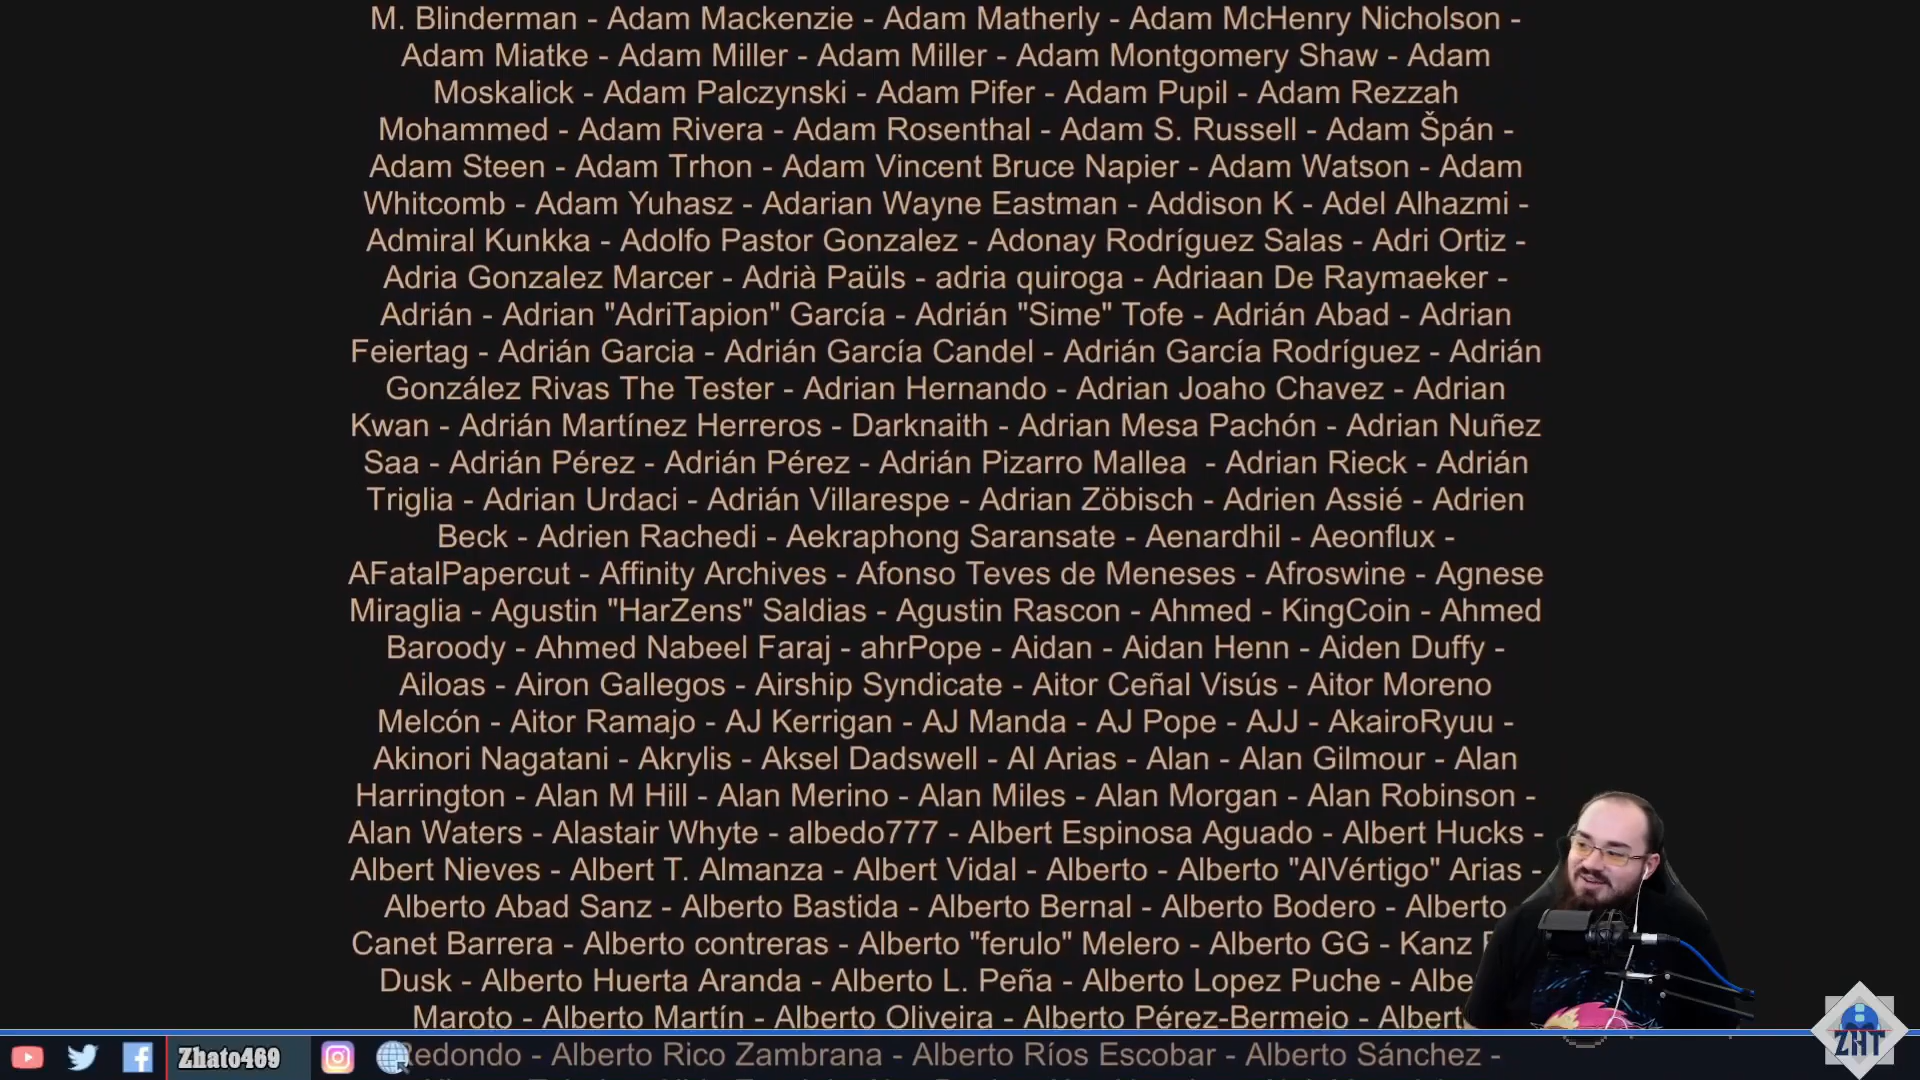 M. Blinderman - Adam Mackenzie - Adam Matherly - Adam McHenry Nicholson -
Adam Miatke - Adam Miller - Adam Miller - Adam Montgomery Shaw - Adam
Moskalick - Adam Palczynski - Adam Pifer - Adam Pupil - Adam Rezzah
Mohammed - Adam Rivera - Adam Rosenthal - Adam S. Russell - Adam Špán -
Adam Steen - Adam Trhon - Adam Vincent Bruce Napier - Adam Watson - Adam
Whitcomb - Adam Yuhasz - Adarian Wayne Eastman - Addison K - Adel Alhazmi -
Admiral Kunkka - Adolfo Pastor Gonzalez - Adonay Rodríguez Salas - Adri Ortiz -
Adria Gonzalez Marcer - Adrià Paüls - adria quiroga - Adriaan De Raymaeker -
Adrián - Adrian "AdriTapion" García - Adrián "Sime" Tofe - Adrián Abad - Adrian
Feiertag - Adrián Garcia - Adrián García Candel - Adrián García Rodríguez - Adrián
González Rivas The Tester - Adrian Hernando - Adrian Joaho Chavez - Adrian
Kwan - Adrián Martínez Herreros - Darknaith - Adrian Mesa Pachón - Adrian Nuñez
Saa - Adrián Pérez - Adrián Pérez - Adrián Pizarro Mallea - Adrian Rieck - Adrián
Triglia - Adrian Urdaci - Adrián Villarespe - Adrian Zöbisch - Adrien Assié - Adrien
Beck - Adrien Rachedi - Aekraphong Saransate - Aenardhil - Aeonflux -
AFatalPapercut - Affinity Archives - Afonso Teves de Meneses - Afroswine - Agnese
Miraglia - Agustin "HarZens" Saldias - Agustin Rascon - Ahmed - KingCoin - Ahmed
Baroody - Ahmed Nabeel Faraj - ahrPope - Aidan - Aidan Henn - Aiden Duffy -
Ailoas - Airon Gallegos - Airship Syndicate - Aitor Ceñal Visús - Aitor Moreno
Melcón - Aitor Ramajo - AJ Kerrigan - AJ Manda - AJ Pope - AJJ - AkairoRyuu -
Akinori Nagatani - Akrylis - Aksel Dadswell - Al Arias - Alan - Alan Gilmour - Alan
Harrington - Alan M Hill - Alan Merino - Alan Miles - Alan Morgan - Alan Robinson -
Alan Waters - Alastair Whyte - albedo777 - Albert Espinosa Aguado - Albert Hucks -
Albert Nieves - Albert T. Almanza - Albert Vidal - Alberto - Alberto "AlVértigo" Arias -
Alberto Abad Sanz - Alberto Bastida - Alberto Bernal - Alberto Bodero - Alberto
Canet Barrera - Alberto contreras - Alberto "ferulo" Melero - Alberto GG - Kanz
Dusk - Alberto Huerta Aranda - Alberto L. Peña - Alberto Lopez Puche -
Maroto - Alberto Martín - Alberto Oliveira - Alberto Pérez-Bermejo -
Redondo - Alberto Rico Zambrana - Alberto Ríos Escobar - Alberto Sánchez -
Zhato469
ZHT